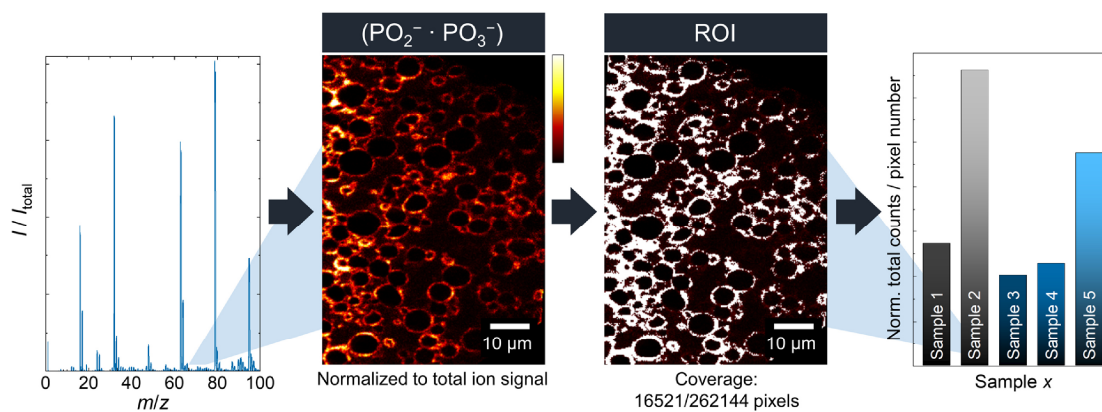 (PO₂⁻ · PO₃⁻)
ROI
I / Iₜₒₜₐₗ
0
20
40
60
80
100
m/z
10 µm
Normalized to total ion signal
10 µm
Coverage:
16521/262144 pixels
Norm. total counts / pixel number
Sample 1
Sample 2
Sample 3
Sample 4
Sample 5
Sample x